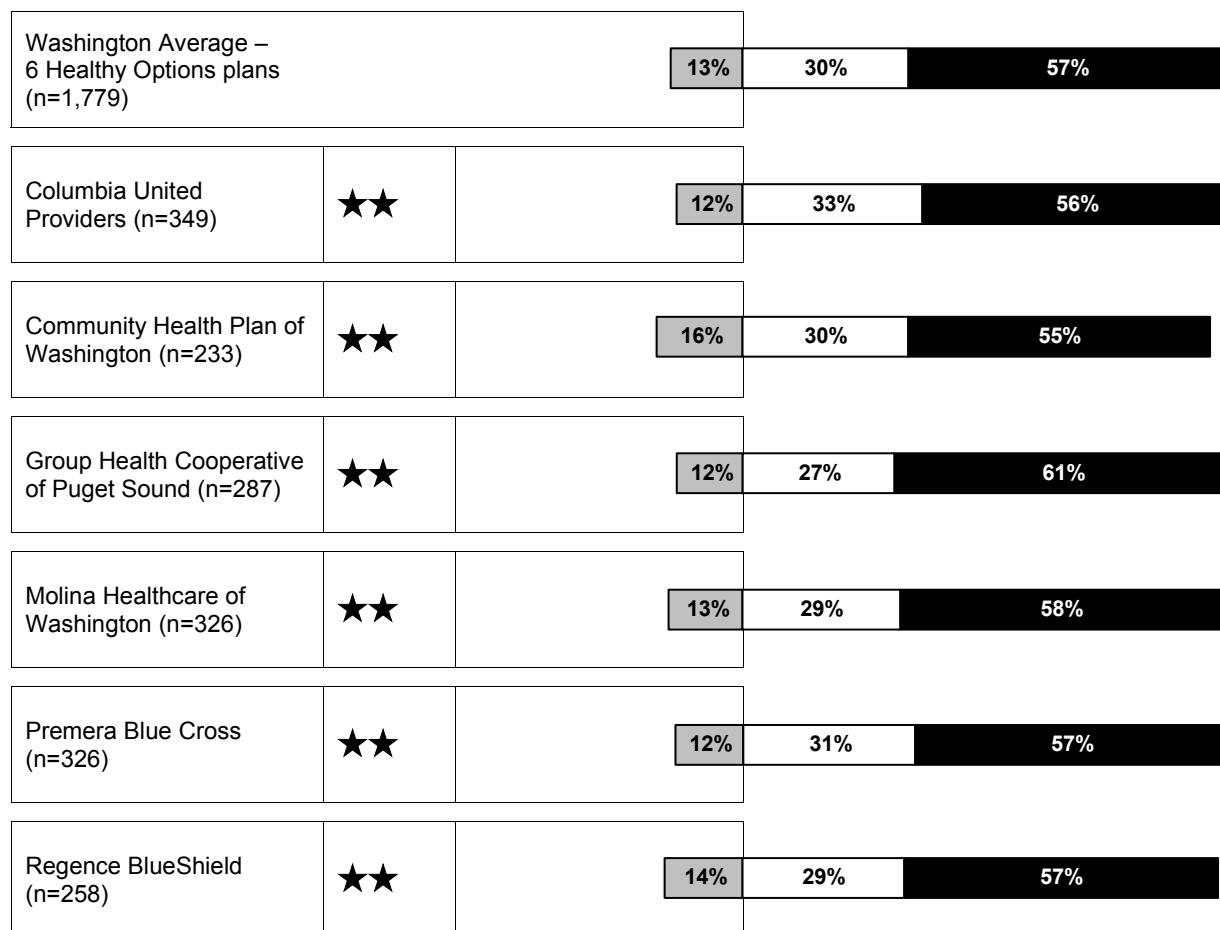 Washington Average –
6 Healthy Options plans
(n=1,779)
13% 30% 57%
Columbia United
Providers (n=349)
★★
12% 33% 56%
Community Health Plan of
Washington (n=233)
★★
16% 30% 55%
Group Health Cooperative
of Puget Sound (n=287)
★★
12% 27% 61%
Molina Healthcare of
Washington (n=326)
★★
13% 29% 58%
Premera Blue Cross
(n=326)
★★
12% 31% 57%
Regence BlueShield
(n=258)
★★
14% 29% 57%